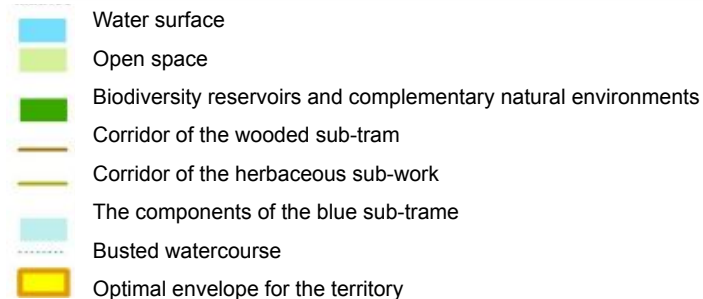 Water surface
Open space
Biodiversity reservoirs and complementary natural environments
Corridor of the wooded sub-tram
Corridor of the herbaceous sub-work
The components of the blue sub-trame
Busted watercourse
Optimal envelope for the territory